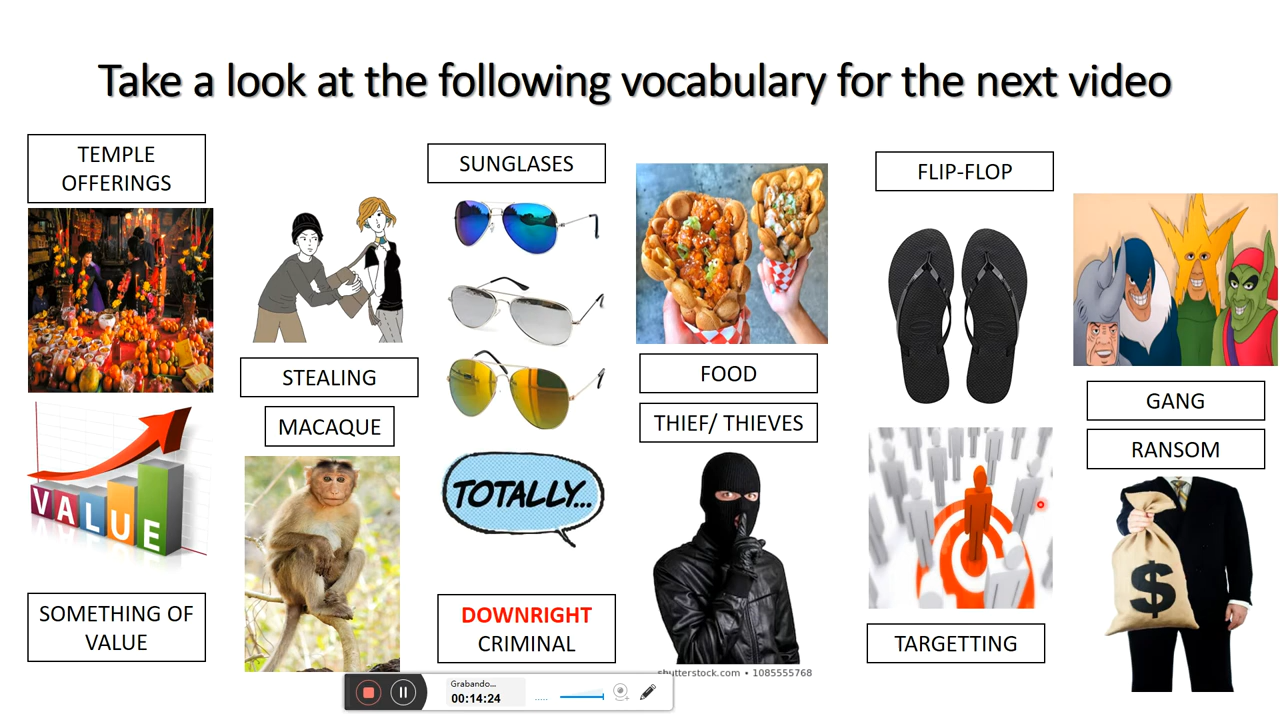 Take a look at the following vocabulary for the next video
TEMPLE
OFFERINGS
SUNGLASES
FLIP-FLOP
STEALING
FOOD
GANG
MACAQUE
THIEF/ THIEVES
RANSOM
VALUE
TOTALLY...
$
SOMETHING OF
VALUE
DOWNRIGHT
CRIMINAL
TARGETTING
shutterstock.com • 1085555768
Grabando...
00:14:24